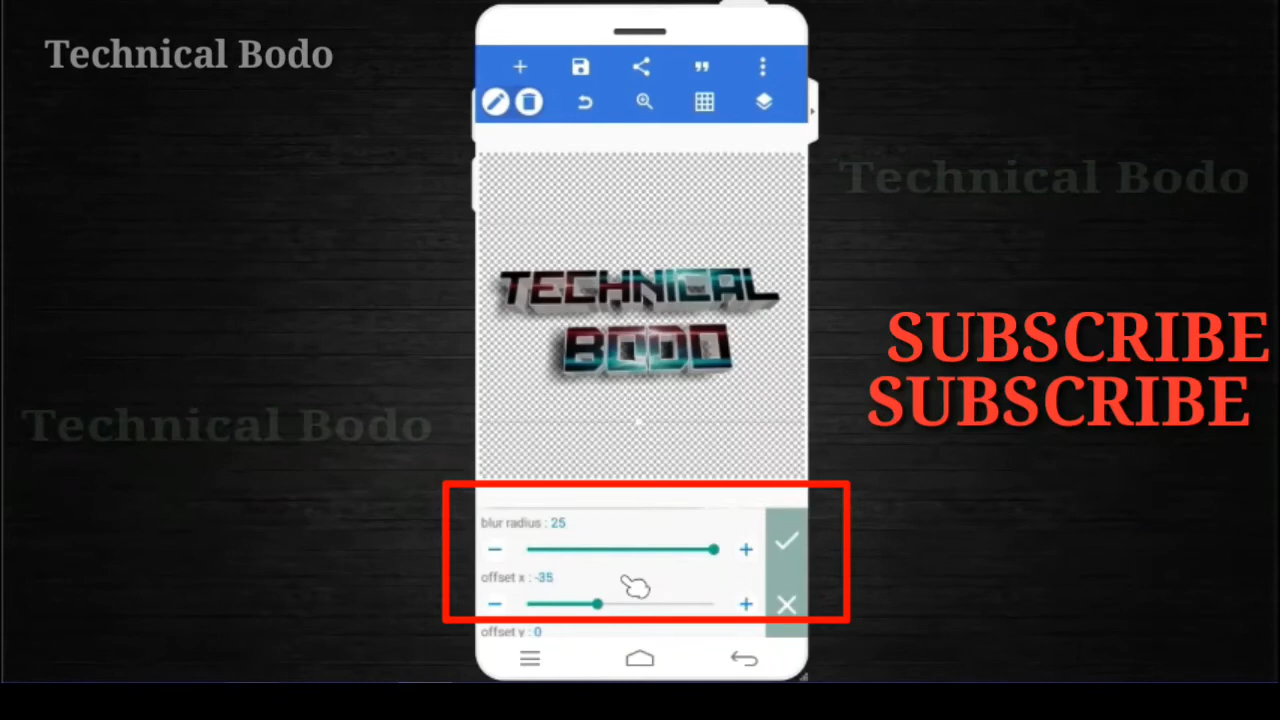 Technical Bodo
Technical Bodo
TECHNICAL
BODO
SUBSCRIBE
SUBSCRIBE
Technical Bodo
blur radius : 25
offset x : -35
offset y : 0